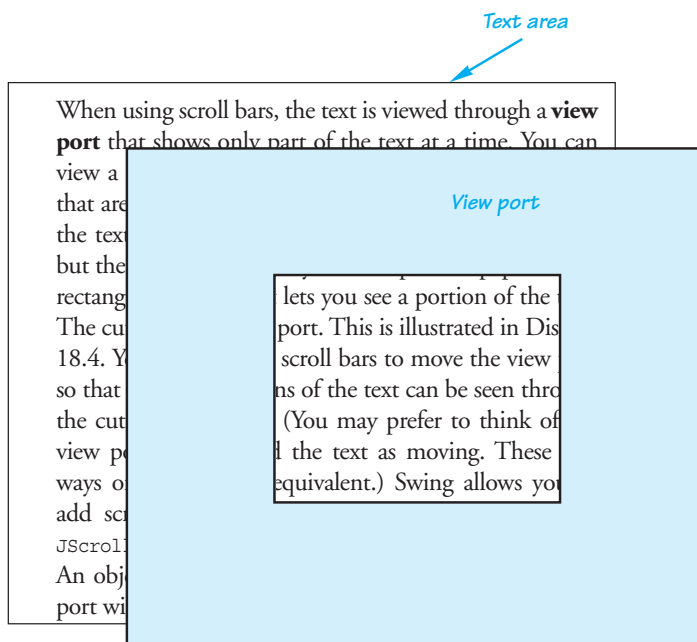 Text area
When using scroll bars, the text is viewed through a view
port that shows only part of the text at a time. You can
view a
that are
View port
the text
but the
rectang lets you see a portion of the
The cu port. This is illustrated in Dis
18.4. Y scroll bars to move the view
so that ns of the text can be seen thro
the cut (You may prefer to think of
view po the text as moving. These
ways o equivalent.) Swing allows you
add scr
JScroll
An obje
port wi